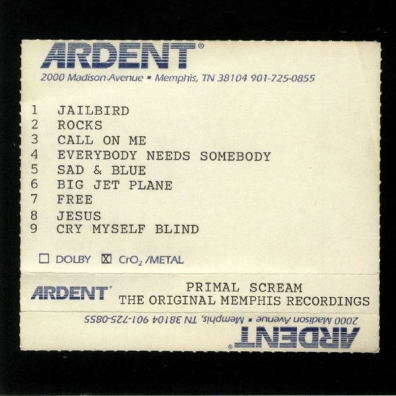 ARDENT®
2000 Madison Avenue • Memphis, TN 38104 901-725-0855
1 JAILBIRD
2 ROCKS
3 CALL ON ME
4 EVERYBODY NEEDS SOMEBODY
5 SAD & BLUE
6 BIG JET PLANE
7 FREE
8 JESUS
9 CRY MYSELF BLIND
☐ DOLBY ☒ CrO₂ /METAL
ARDENT® PRIMAL SCREAM
THE ORIGINAL MEMPHIS RECORDINGS
ARDENT®
2000 Madison Avenue • Memphis, TN 38104 901-725-0855